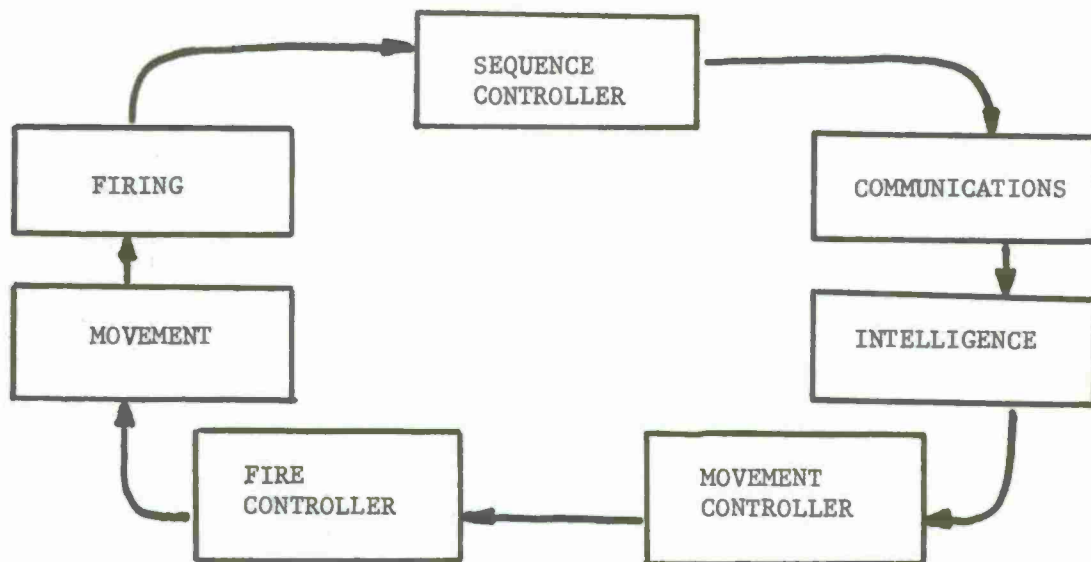 SEQUENCE
CONTROLLER
FIRING
COMMUNICATIONS
MOVEMENT
INTELLIGENCE
FIRE
CONTROLLER
MOVEMENT
CONTROLLER